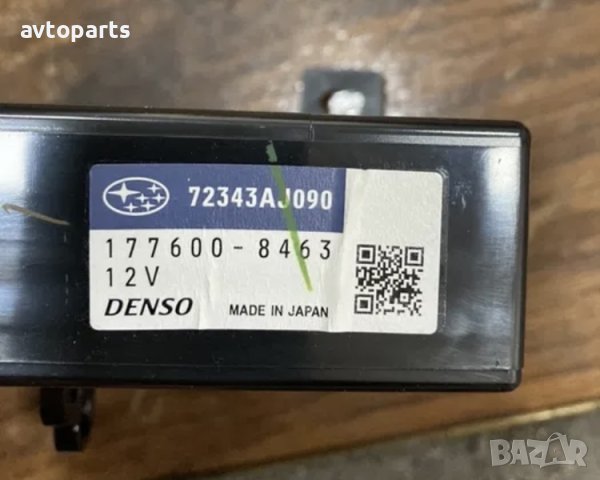 avtoparts
72343AJ090
177600-8463
12V
DENSO MADE IN JAPAN
BAZAR